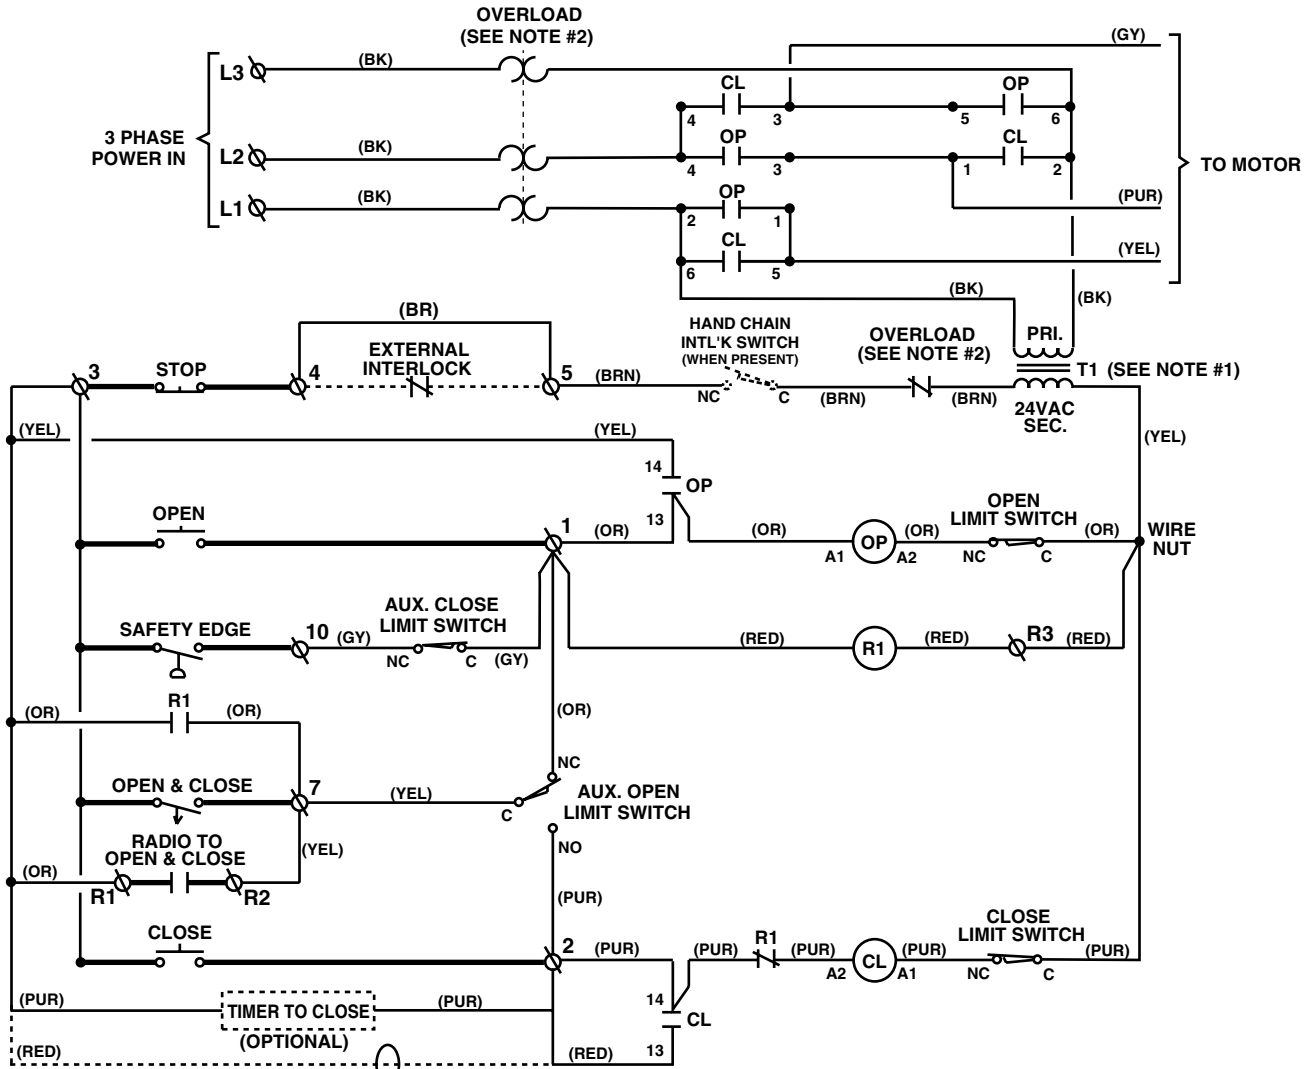 OVERLOAD
(SEE NOTE #2)
(GY)
L3 (BK)
CL OP
4 3 5 6
3 PHASE
POWER IN
L2 (BK)
OP CL
4 3 1 2
TO MOTOR
L1 (BK)
OP
2 1
(PUR)
CL
6 5
(YEL)
(BK) (BK)
(BR)
HAND CHAIN
INTL'K SWITCH
(WHEN PRESENT)
OVERLOAD
(SEE NOTE #2)
PRI.
3 STOP 4
EXTERNAL
INTERLOCK
5 (BRN)
NC C (BRN) (BRN)
T1 (SEE NOTE #1)
24VAC
SEC.
(YEL) (YEL) (YEL)
14
OP
13
OPEN 1 (OR) (OR)
A1 OP A2 (OR)
OPEN
LIMIT SWITCH
NC C (OR)
WIRE
NUT
SAFETY EDGE 10 (GY)
AUX. CLOSE
LIMIT SWITCH
NC C (GY)
(RED) R1 (RED) R3 (RED)
(OR) R1 (OR)
(OR)
NC
OPEN & CLOSE 7 (YEL)
C
AUX. OPEN
LIMIT SWITCH
NO
RADIO TO
OPEN & CLOSE
(YEL)
(OR) R1 R2
(PUR)
CLOSE 2 (PUR) (PUR) R1 (PUR)
A2 CL A1 (PUR)
CLOSE
LIMIT SWITCH
NC C (PUR)
(PUR) TIMER TO CLOSE (PUR)
(OPTIONAL)
14
CL
13
(RED) (RED)